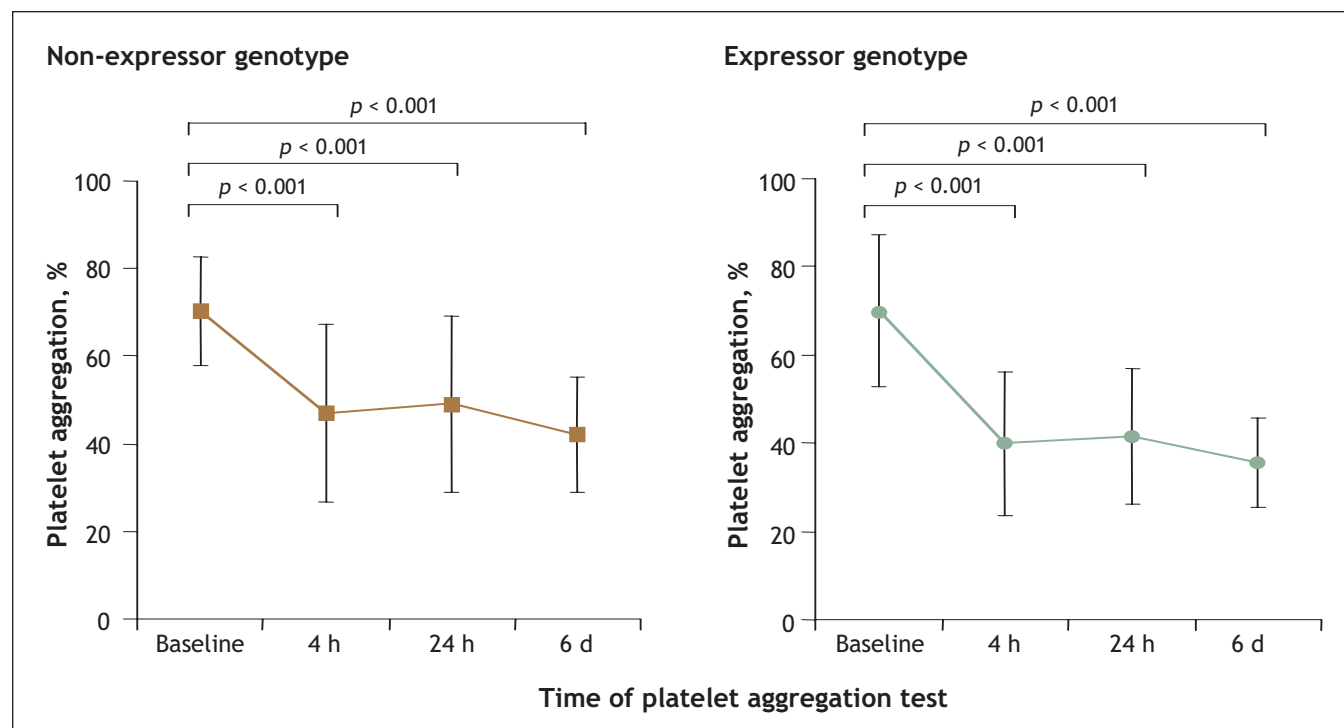 Non-expressor genotype
p < 0.001
p < 0.001
p < 0.001
Platelet aggregation, %
100
80
60
40
20
0
Baseline
4 h
24 h
6 d
Expressor genotype
p < 0.001
p < 0.001
p < 0.001
Platelet aggregation, %
100
80
60
40
20
0
Baseline
4 h
24 h
6 d
Time of platelet aggregation test